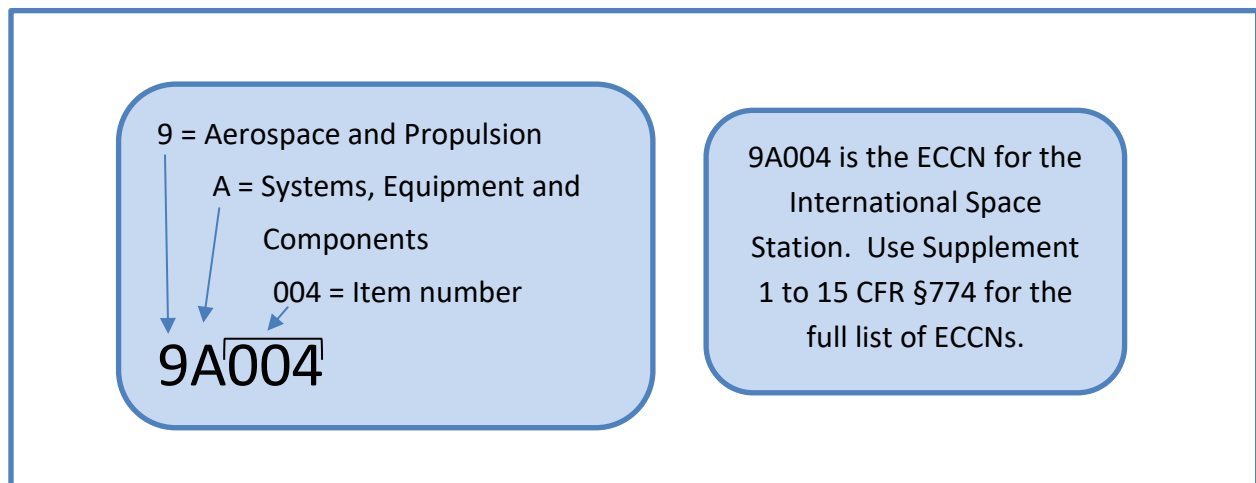 9 = Aerospace and Propulsion
A = Systems, Equipment and
Components
004 = Item number
9A004
9A004 is the ECCN for the
International Space
Station.  Use Supplement
1 to 15 CFR §774 for the
full list of ECCNs.